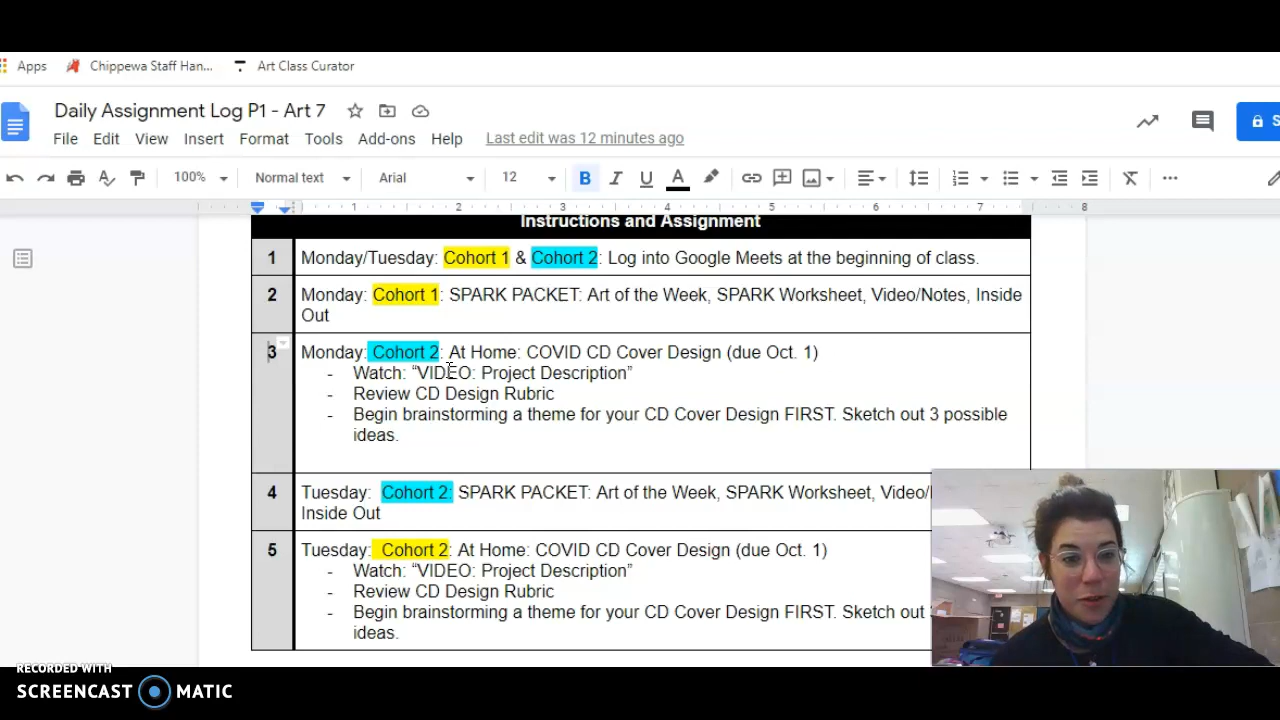 Apps Chippewa Staff Han... Art Class Curator
Daily Assignment Log P1 - Art 7
File Edit View Insert Format Tools Add-ons Help Last edit was 12 minutes ago
100% Normal text Arial 12
1 2 3 4 5 6 7 8
Instructions and Assignment
1 Monday/Tuesday: Cohort 1 & Cohort 2: Log into Google Meets at the beginning of class.
2 Monday: Cohort 1: SPARK PACKET: Art of the Week, SPARK Worksheet, Video/Notes, Inside
Out
3 Monday: Cohort 2: At Home: COVID CD Cover Design (due Oct. 1)
- Watch: “VIDEO: Project Description”
- Review CD Design Rubric
- Begin brainstorming a theme for your CD Cover Design FIRST. Sketch out 3 possible
ideas.
4 Tuesday: Cohort 2: SPARK PACKET: Art of the Week, SPARK Worksheet, Video/
Inside Out
5 Tuesday: Cohort 2: At Home: COVID CD Cover Design (due Oct. 1)
- Watch: “VIDEO: Project Description”
- Review CD Design Rubric
- Begin brainstorming a theme for your CD Cover Design FIRST. Sketch out
ideas.
RECORDED WITH
SCREENCAST MATIC